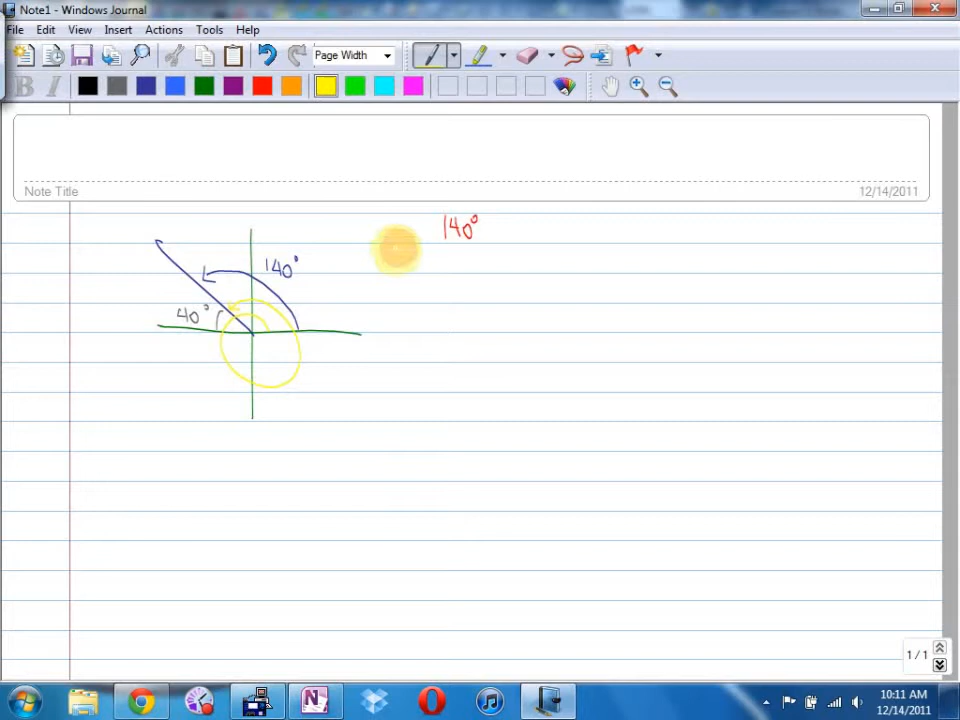 Note1 - Windows Journal
File Edit View Insert Actions Tools Help
Page Width
B I
Note Title
12/14/2011
140°
140°
40°
1 / 1
N
10:11 AM
12/14/2011